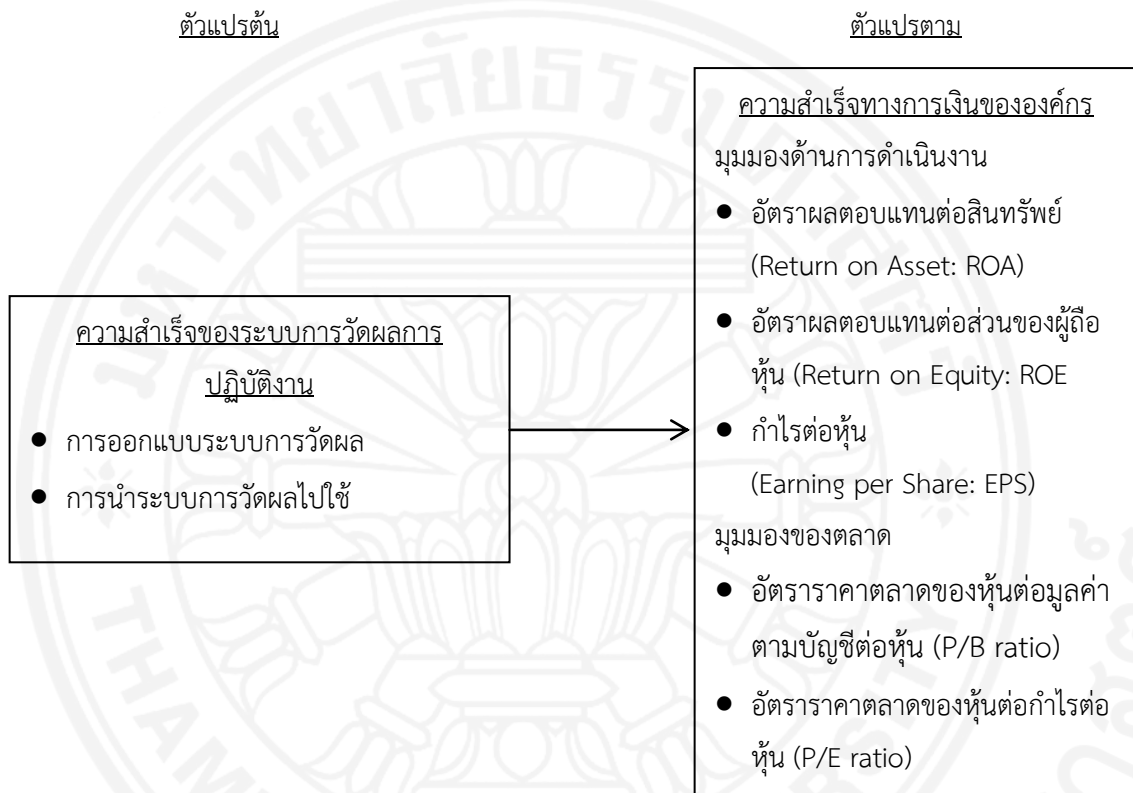 ตัวแปรต้น
ตัวแปรตาม
ความสำเร็จของระบบการวัดผลการ
ปฏิบัติงาน
● การออกแบบระบบการวัดผล
● การนำระบบการวัดผลไปใช้
ความสำเร็จทางการเงินขององค์กร
มุมมองด้านการดำเนินงาน
● อัตราผลตอบแทนต่อสินทรัพย์
(Return on Asset: ROA)
● อัตราผลตอบแทนต่อส่วนของผู้ถือ
หุ้น (Return on Equity: ROE
● กำไรต่อหุ้น
(Earning per Share: EPS)
มุมมองของตลาด
● อัตราราคาตลาดของหุ้นต่อมูลค่า
ตามบัญชีต่อหุ้น (P/B ratio)
● อัตราราคาตลาดของหุ้นต่อกำไรต่อ
หุ้น (P/E ratio)